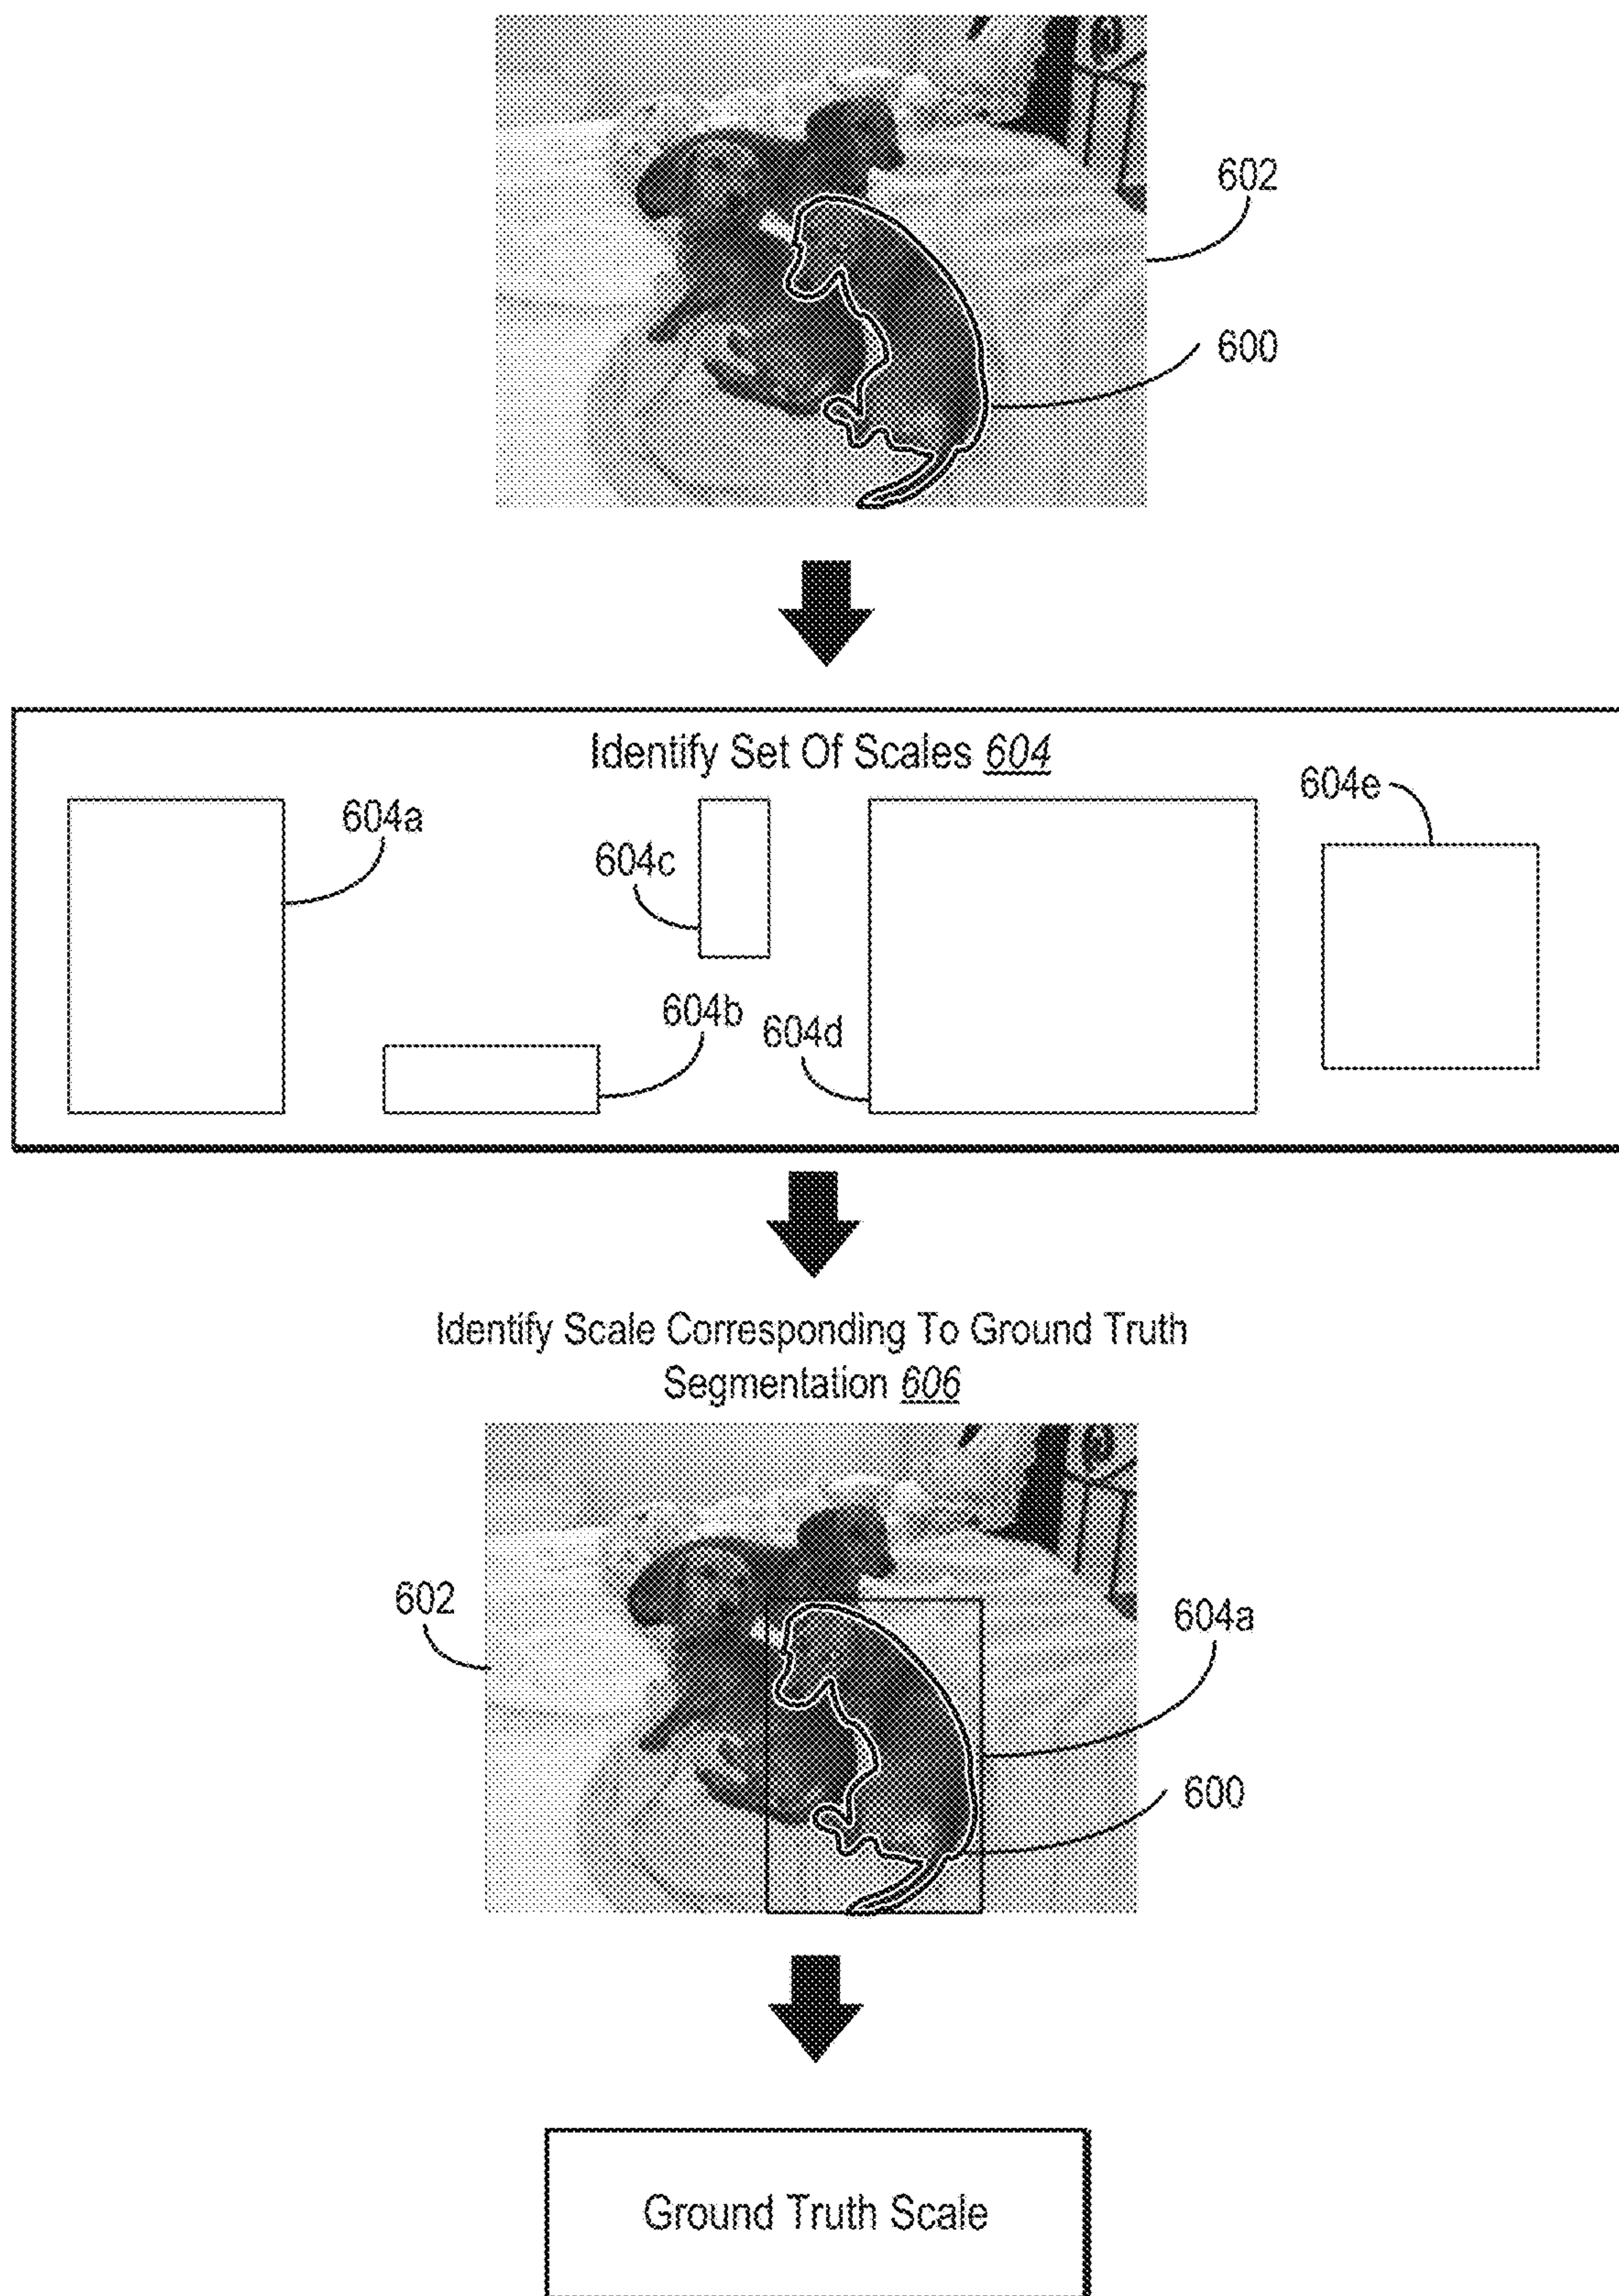 602
600
Identify Set Of Scales 604
604a
604c
604b
604d
604e
Identify Scale Corresponding To Ground Truth
Segmentation 606
602
604a
600
Ground Truth Scale